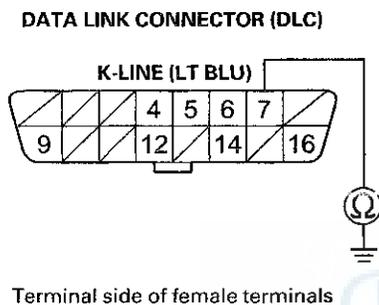 DATA LINK CONNECTOR (DLC)
K-LINE (LT BLU)
4 5 6 7
9 12 14 16
Ω
Terminal side of female terminals